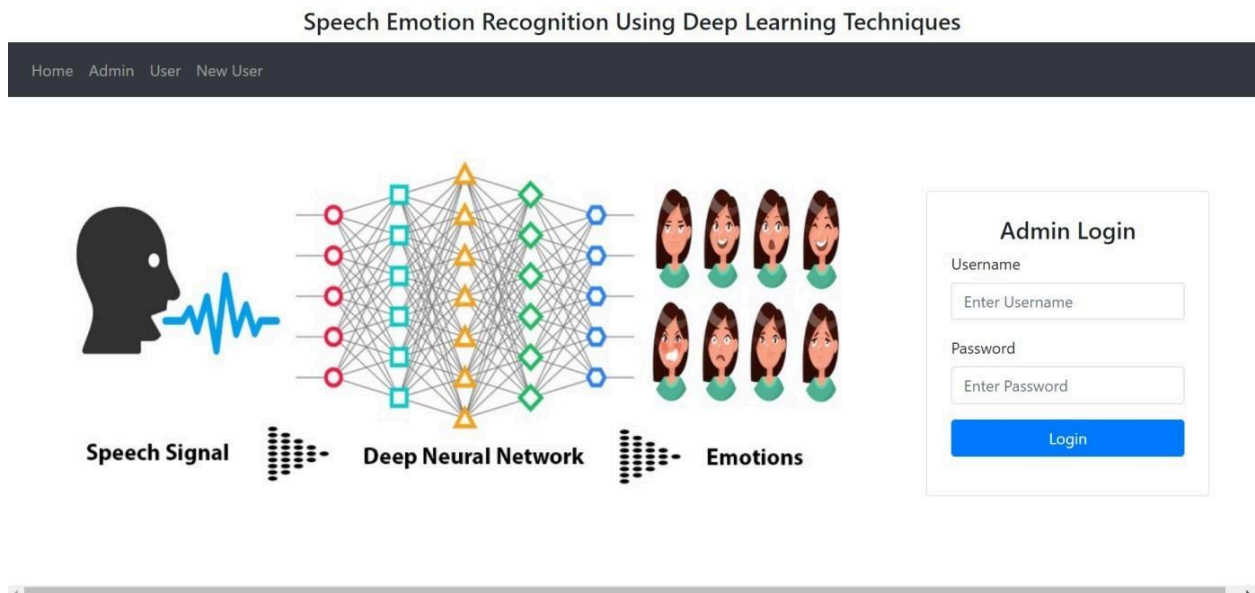 Speech Emotion Recognition Using Deep Learning Techniques
Home Admin User New User
Admin Login
Username
Enter Username
Password
Enter Password
Login
Speech Signal Deep Neural Network Emotions